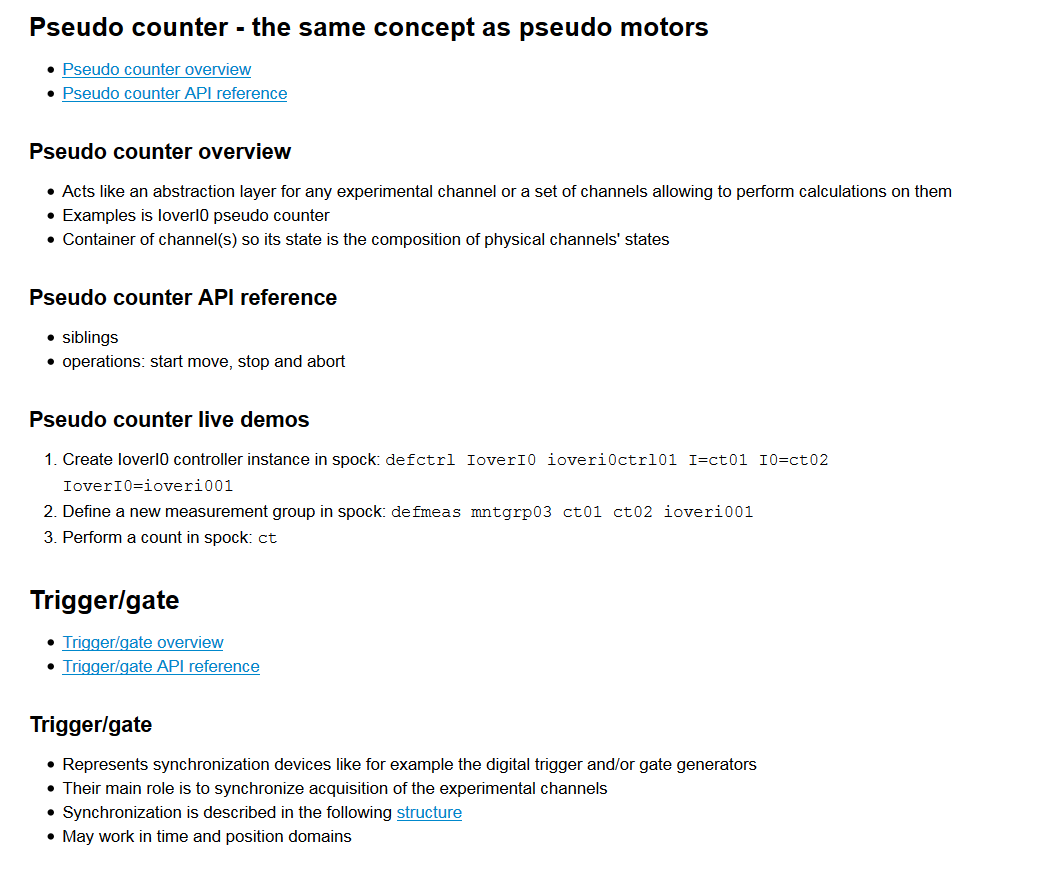 Pseudo counter - the same concept as pseudo motors
• Pseudo counter overview
• Pseudo counter API reference
Pseudo counter overview
• Acts like an abstraction layer for any experimental channel or a set of channels allowing to perform calculations on them
• Examples is IoverI0 pseudo counter
• Container of channel(s) so its state is the composition of physical channels' states
Pseudo counter API reference
• siblings
• operations: start move, stop and abort
Pseudo counter live demos
1. Create IoverI0 controller instance in spock: defctrl IoverI0 ioveri0ctrl01 I=ct01 I0=ct02
IoverI0=ioveri001
2. Define a new measurement group in spock: defmeas mntgrp03 ct01 ct02 ioveri001
3. Perform a count in spock: ct
Trigger/gate
• Trigger/gate overview
• Trigger/gate API reference
Trigger/gate
• Represents synchronization devices like for example the digital trigger and/or gate generators
• Their main role is to synchronize acquisition of the experimental channels
• Synchronization is described in the following structure
• May work in time and position domains